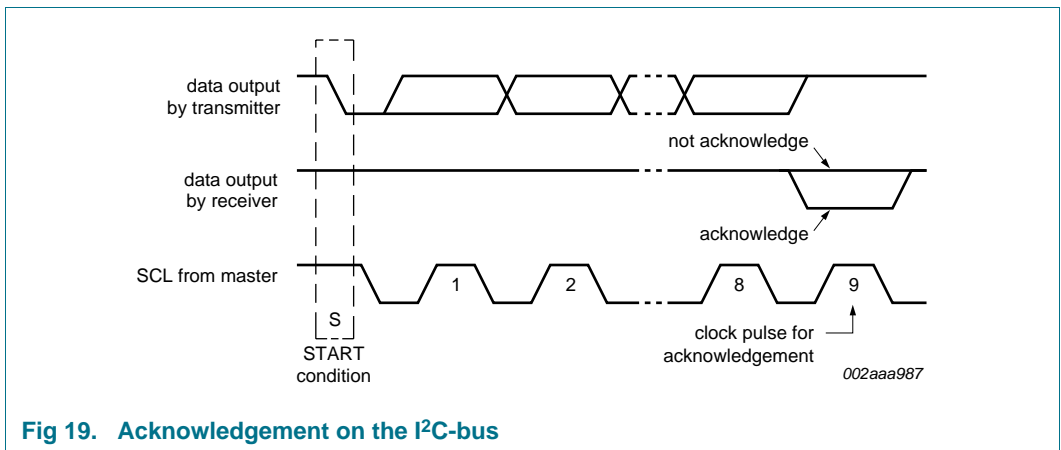 data output
by transmitter
not acknowledge
data output
by receiver
acknowledge
SCL from master
1
2
8
9
S
START
condition
clock pulse for
acknowledgement
002aaa987
Fig 19. Acknowledgement on the I²C-bus